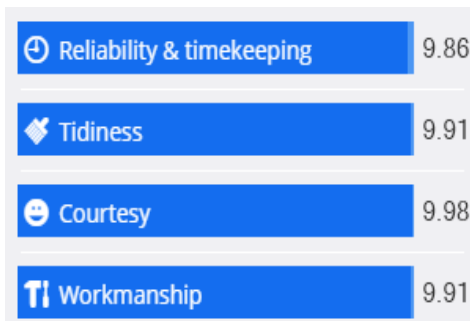 Reliability & timekeeping 9.86
Tidiness 9.91
Courtesy 9.98
Workmanship 9.91